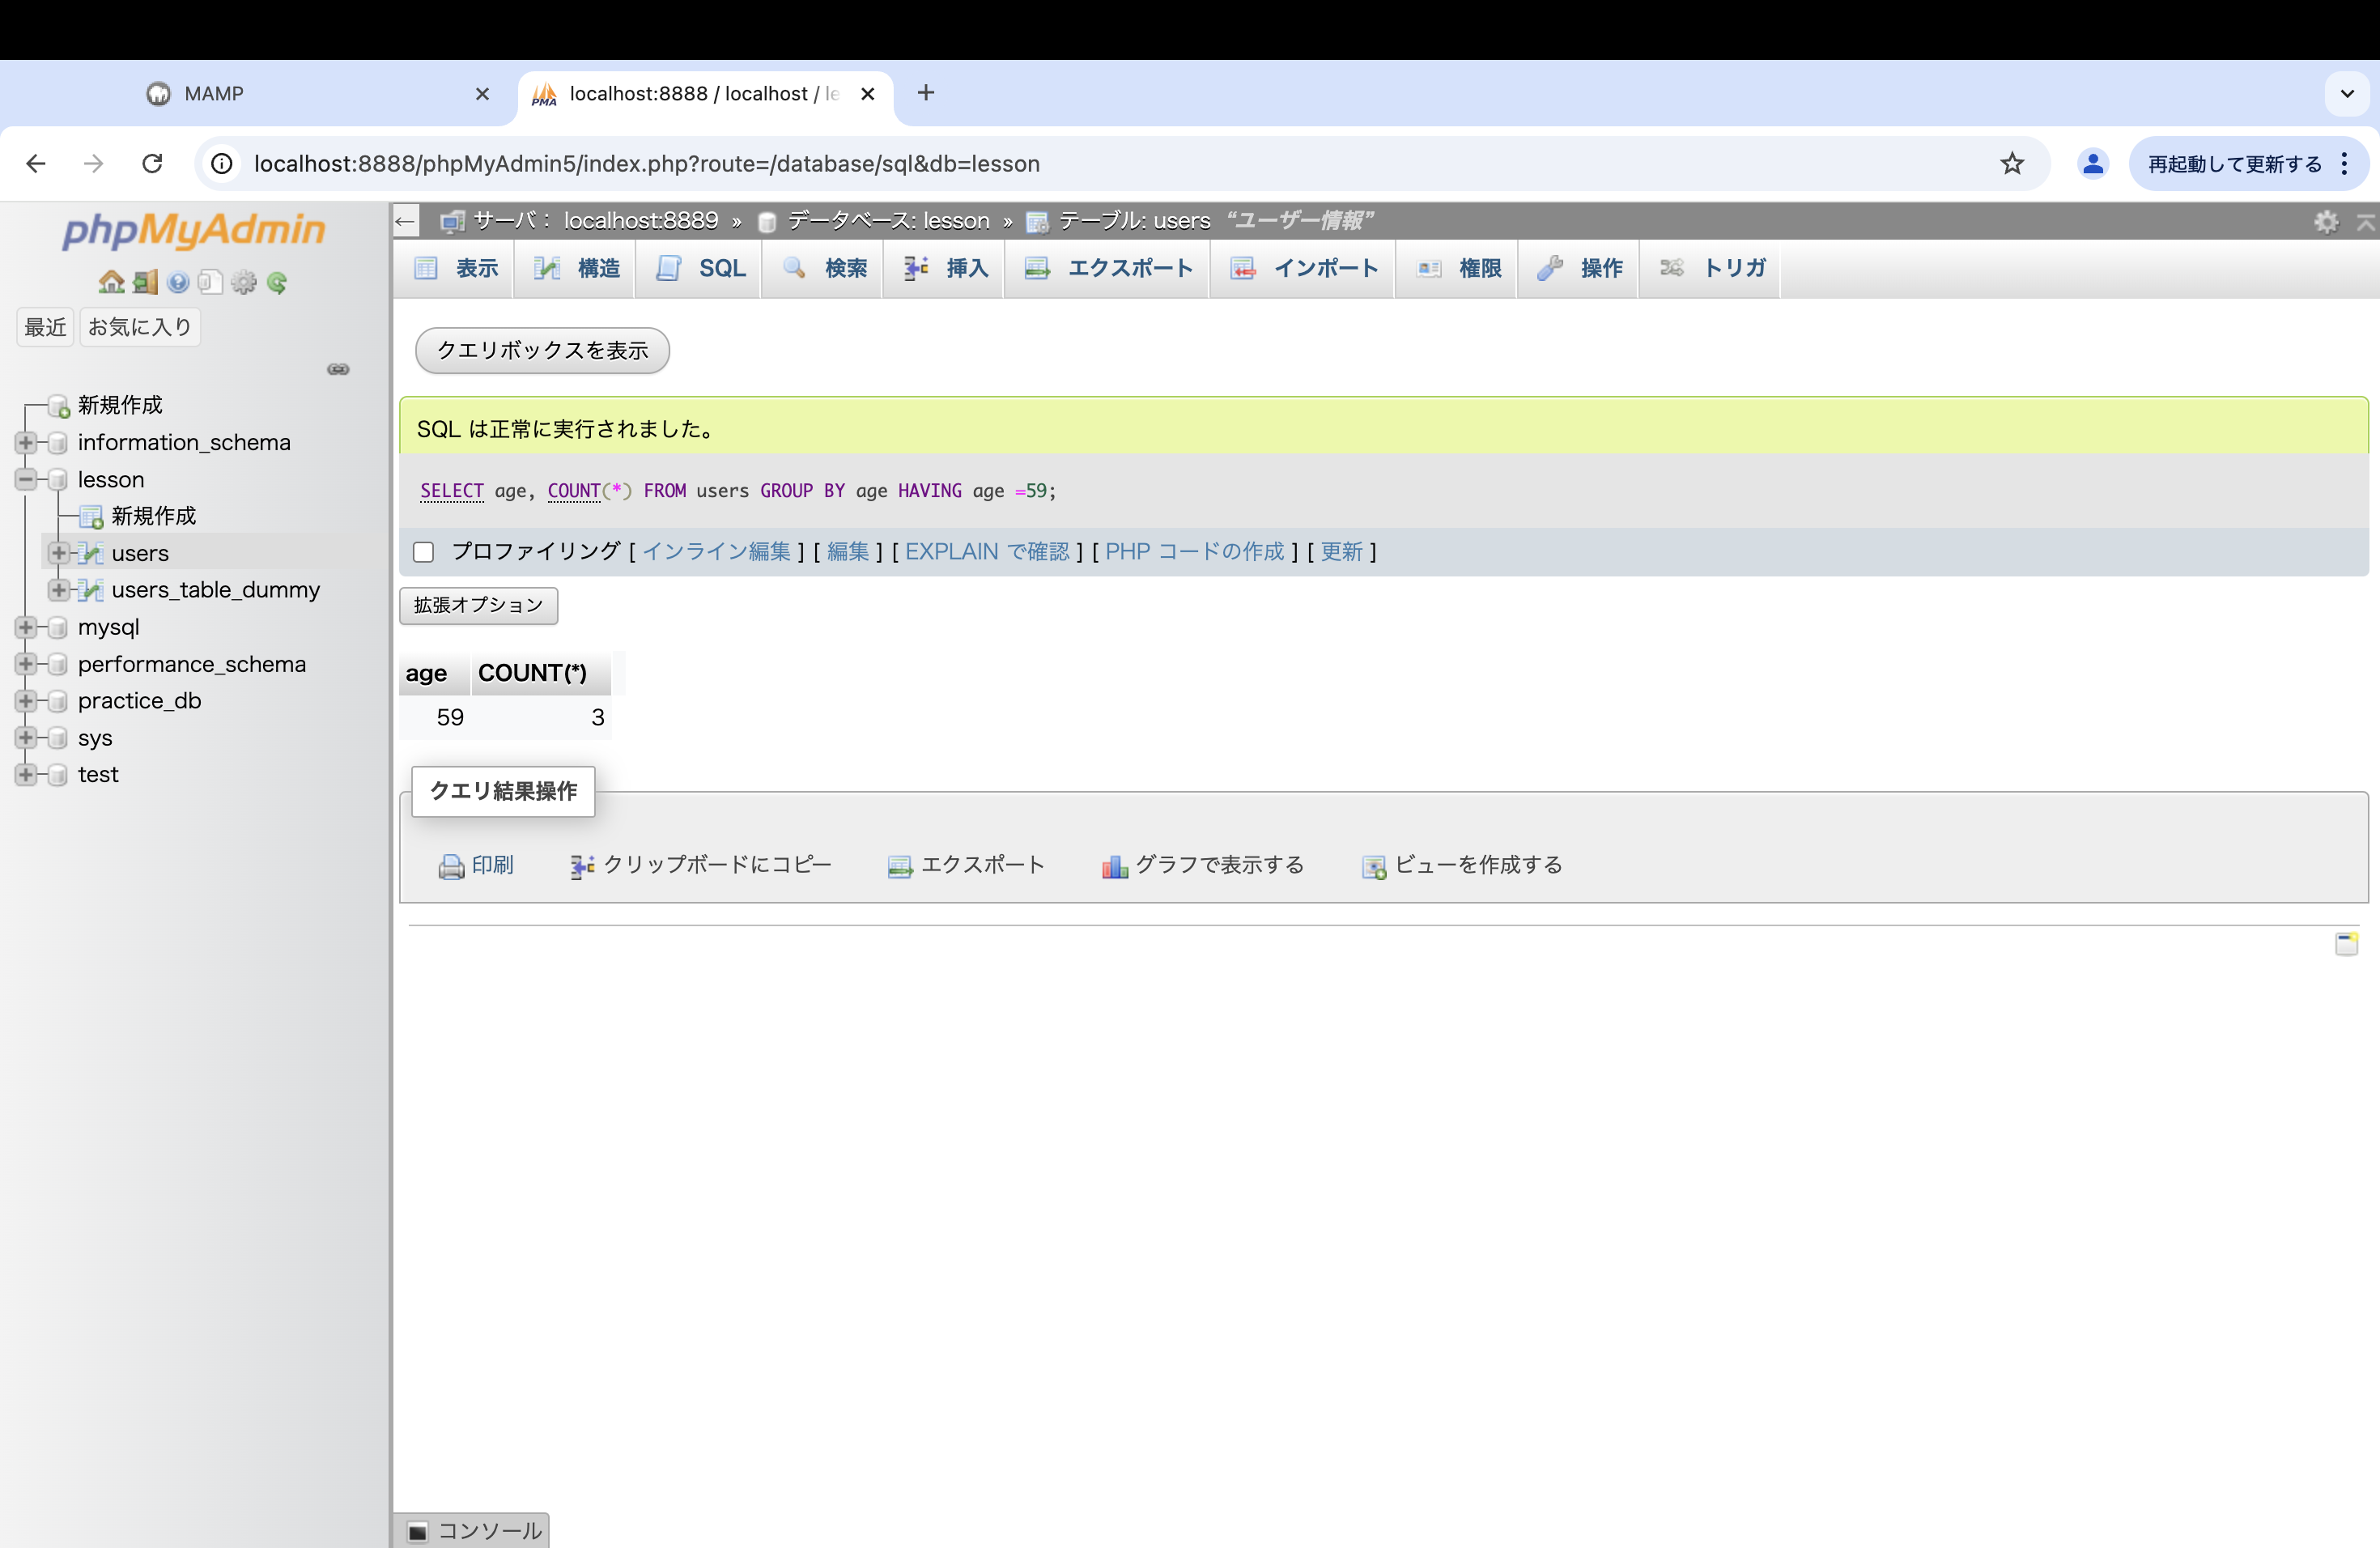 MAMP
localhost:8888 / localhost / le
localhost:8888/phpMyAdmin5/index.php?route=/database/sql&db=lesson
再起動して更新する
phpMyAdmin
最近 お気に入り
新規作成
information_schema
lesson
新規作成
users
users_table_dummy
mysql
performance_schema
practice_db
sys
test
サーバ: localhost:8889 » データベース: lesson » テーブル: users “ユーザー情報”
表示 構造 SQL 検索 挿入 エクスポート インポート 権限 操作 トリガ
クエリボックスを表示
SQL は正常に実行されました。
SELECT age, COUNT(*) FROM users GROUP BY age HAVING age =59;
プロファイリング [ インライン編集 ] [ 編集 ] [ EXPLAIN で確認 ] [ PHP コードの作成 ] [ 更新 ]
拡張オプション
age COUNT(*)
59 3
クエリ結果操作
印刷 クリップボードにコピー エクスポート グラフで表示する ビューを作成する
コンソール